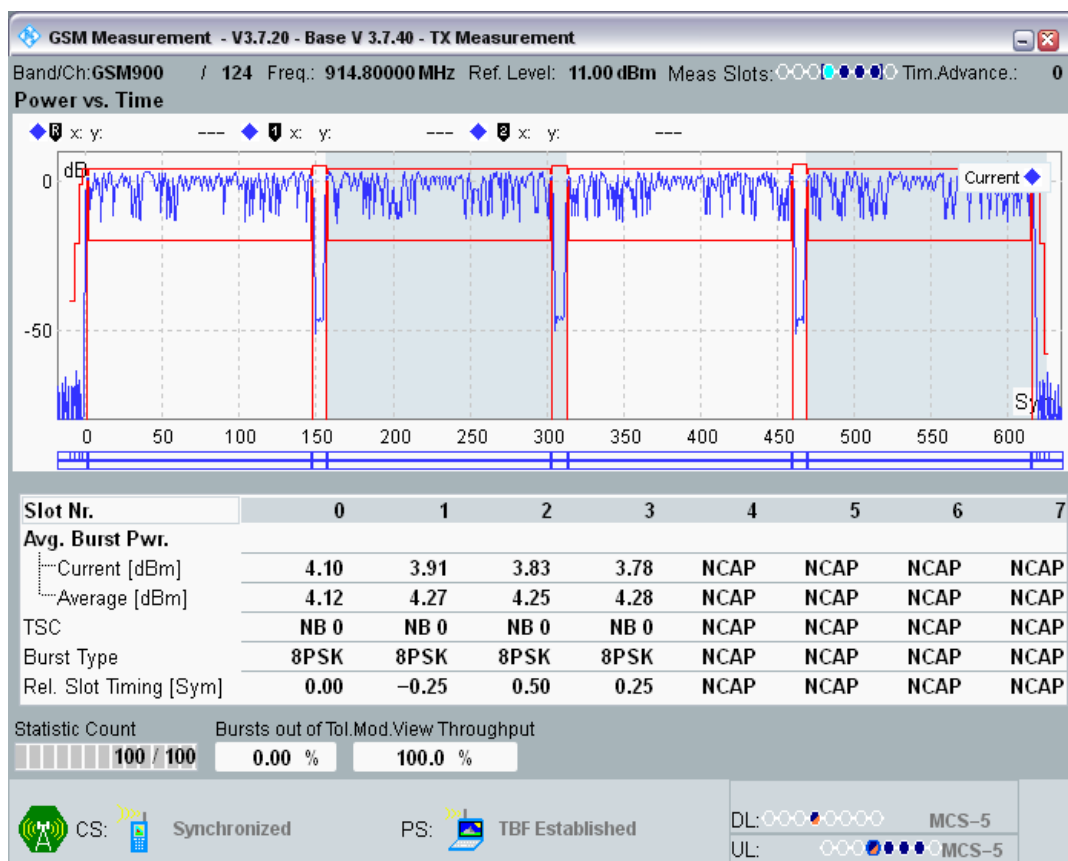 GSM Measurement - V3.7.20 - Base V 3.7.40 - TX Measurement
Band/Ch:GSM900 / 124 Freq.: 914.80000 MHz Ref. Level: 11.00 dBm Meas Slots: Tim.Advance.: 0
Power vs. Time
R x: y: --- 1 x: y: --- 2 x: y: ---
dB
0
Current
-50
0 50 100 150 200 250 300 350 400 450 500 550 600
Slot Nr. 0 1 2 3 4 5 6 7
Avg. Burst Pwr.
Current [dBm] 4.10 3.91 3.83 3.78 NCAP NCAP NCAP NCAP
Average [dBm] 4.12 4.27 4.25 4.28 NCAP NCAP NCAP NCAP
TSC NB 0 NB 0 NB 0 NB 0 NCAP NCAP NCAP NCAP
Burst Type 8PSK 8PSK 8PSK 8PSK NCAP NCAP NCAP NCAP
Rel. Slot Timing [Sym] 0.00 −0.25 0.50 0.25 NCAP NCAP NCAP NCAP
Statistic Count Bursts out of Tol.Mod.View Throughput
100 / 100 0.00 % 100.0 %
CS: Synchronized PS: TBF Established DL: MCS−5
UL: MCS−5